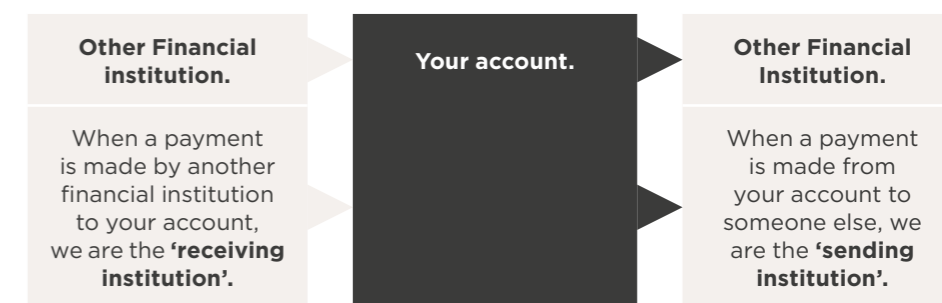 Other Financial
institution.
When a payment
is made by another
financial institution
to your account,
we are the ‘receiving
institution’.
Your account.
Other Financial
Institution.
When a payment
is made from
your account to
someone else, we
are the ‘sending
institution’.